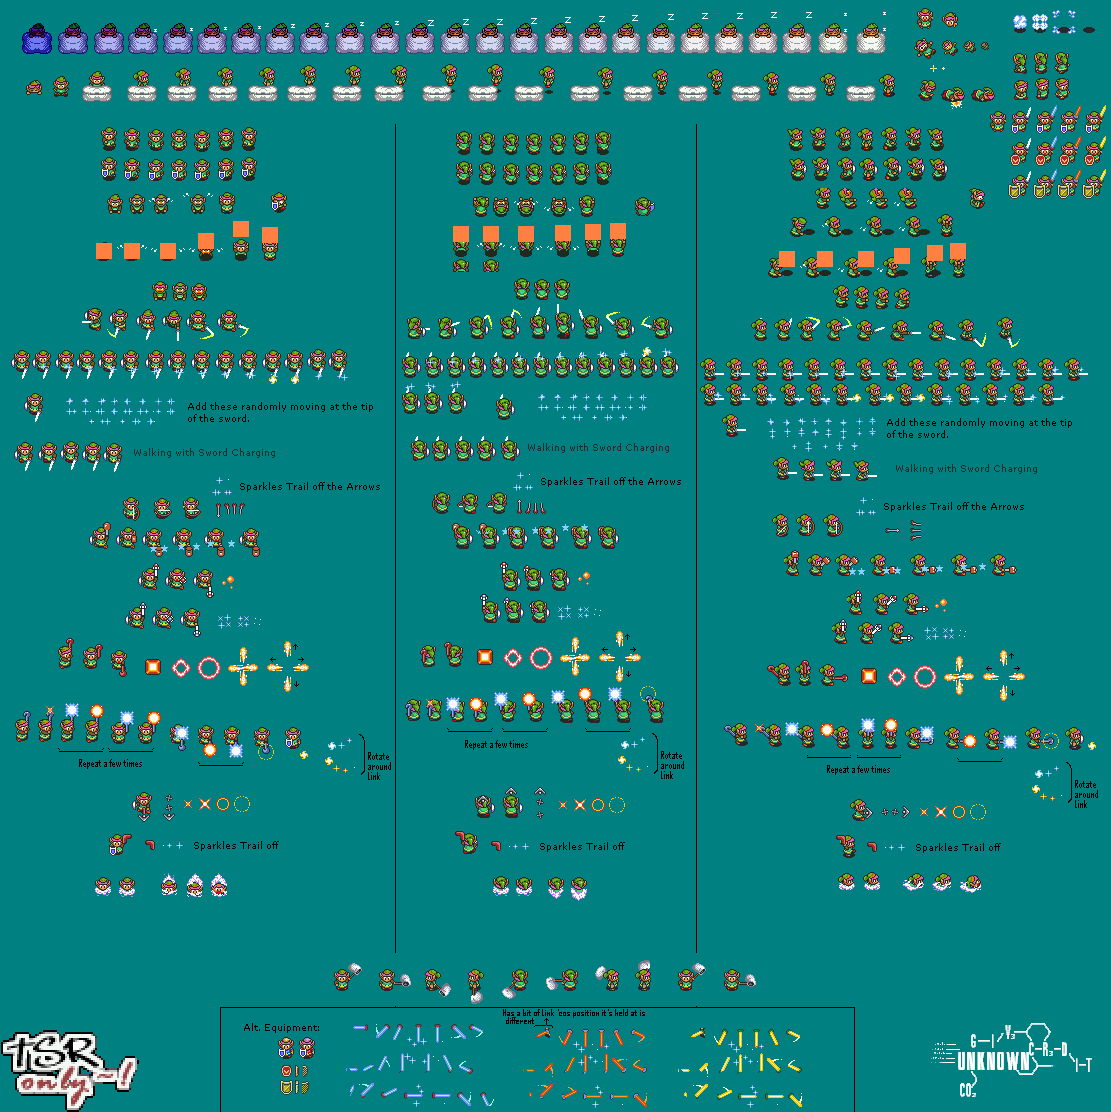 z z z z z z Z Z Z Z Z Z Z Z Z Z Z Z Z z z
Add these randomly moving at the tip
of the sword.
Add these randomly moving at the tip
of the sword.
Walking with Sword Charging
Walking with Sword Charging
Walking with Sword Charging
Sparkles Trail off the Arrows
Sparkles Trail off the Arrows
Sparkles Trail off the Arrows
Repeat a few times
Rotate
around
Link
Repeat a few times
Rotate
around
Link
Repeat a few times
Rotate
around
Link
Sparkles Trail off
Sparkles Trail off
Sparkles Trail off
Has a bit of link 'cos position it's held at is
different
Alt. Equipment:
TSR
only~!
G-I-Y3
UNKNOWN C-R3-D
I-T
CO2